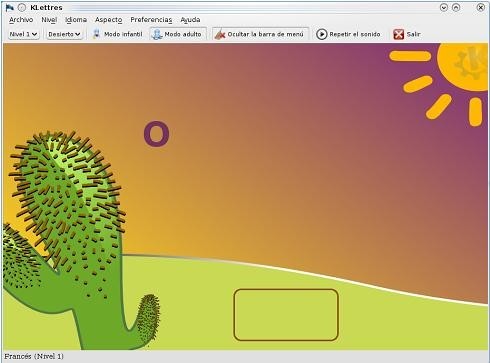 KLettres
Archivo Nivel Idioma Aspecto Preferencias Ayuda
Nivel 1 Desierto Modo infantil Modo adulto Ocultar la barra de menú Repetir el sonido Salir
O
Francés (Nivel 1)